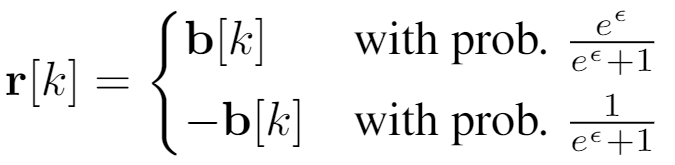 r[k] = { b[k] with prob. e^ϵ/(e^ϵ+1)
−b[k] with prob. 1/(e^ϵ+1)